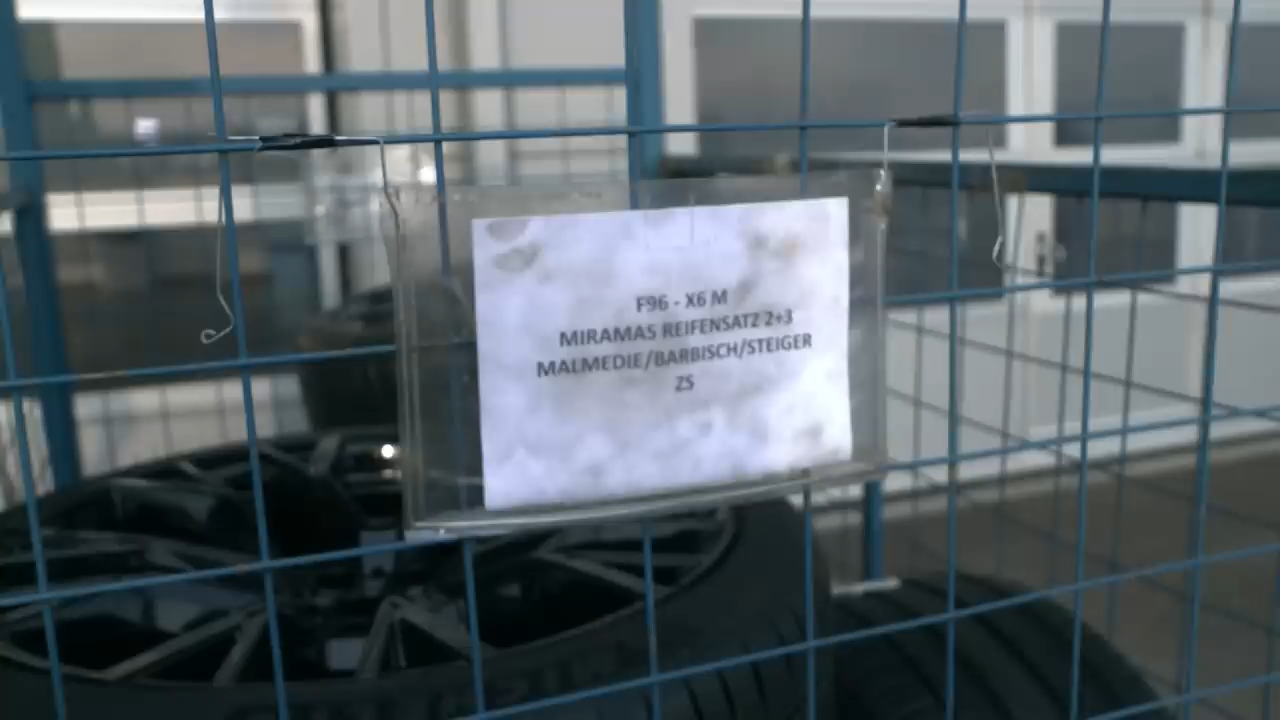 F96 - X6 M
MIRAMAS REIFENSATZ 2+3
MALMEDIE/BARBISCH/STEIGER
ZS